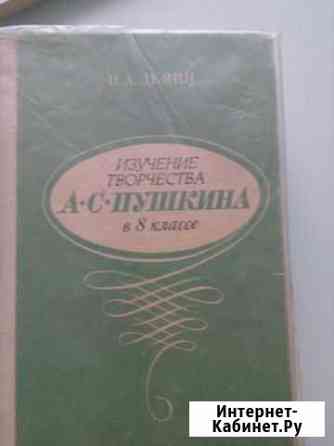 ИЗУЧЕНИЕ
ТВОРЧЕСТВА
А·С·ПУШКИНА
в 8 классе
Интернет-
Кабинет.Ру